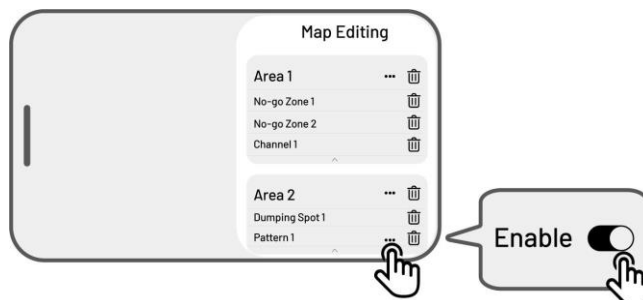 Map Editing
Area 1 •••
No-go Zone 1
No-go Zone 2
Channel 1
Area 2 •••
Dumping Spot 1
Pattern 1 •••
Enable